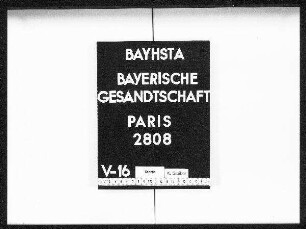 BAYHSTA
BAYERISCHE
GESANDTSCHAFT
PARIS
2808
V-16